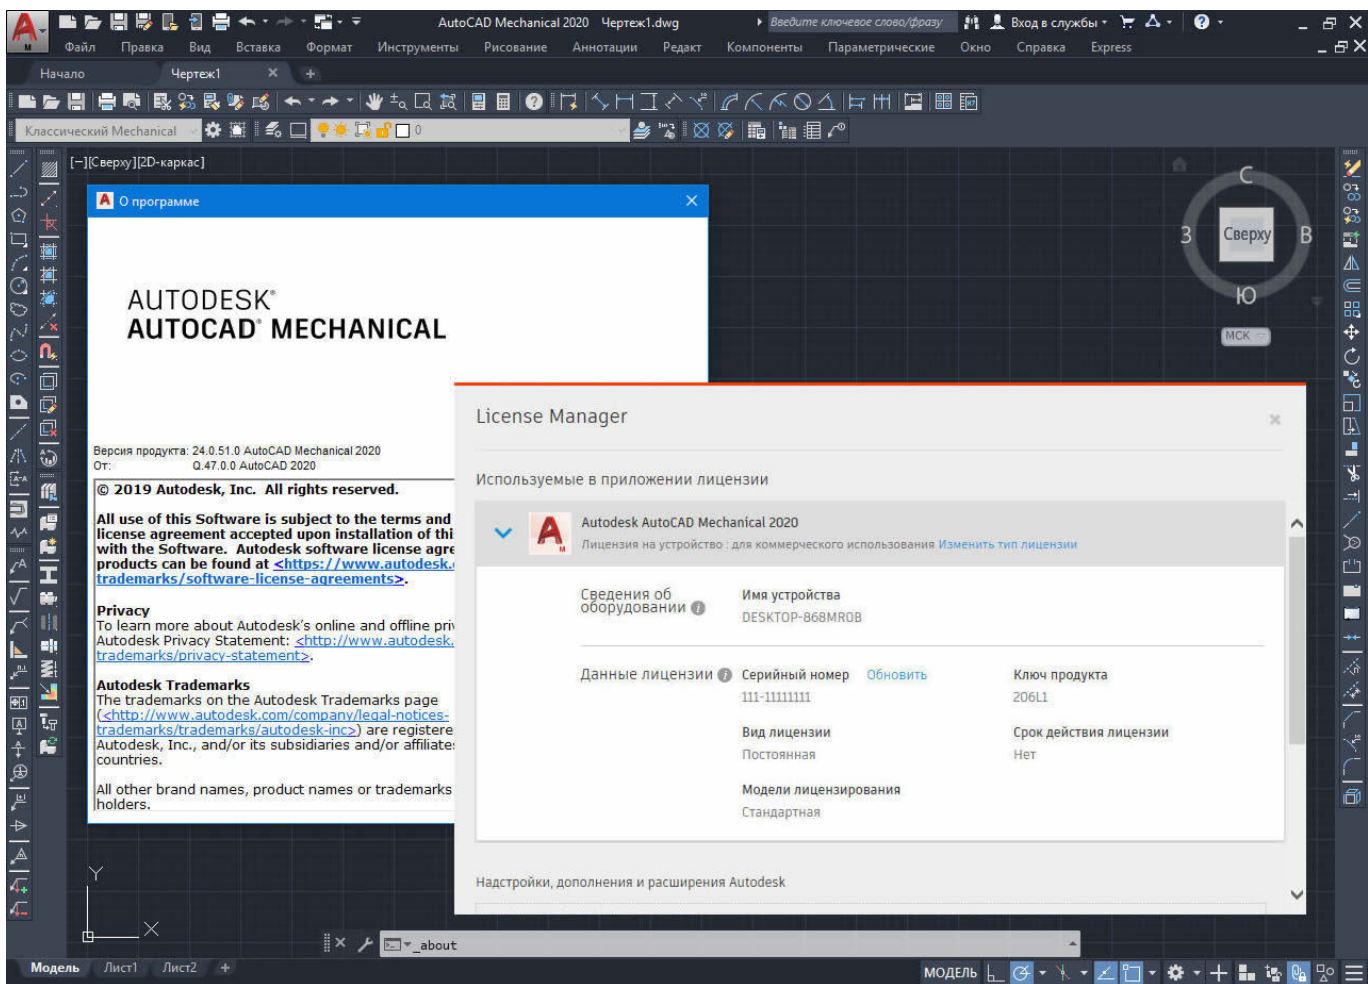 AutoCAD Mechanical 2020 Чертеж1.dwg
Введите ключевое слово/фразу
Вход в службы
Файл Правка Вид Вставка Формат Инструменты Рисование Аннотации Редакт Компоненты Параметрические Окно Справка Express
Начало Чертеж1
Классический Mechanical
0
[–][Сверху][2D-каркас]
С
З Сверху В
Ю
МСК
О программе
AUTODESK®
AUTOCAD® MECHANICAL
Версия продукта: 24.0.51.0 AutoCAD Mechanical 2020
От: Q.47.0.0 AutoCAD 2020
© 2019 Autodesk, Inc. All rights reserved.
All use of this Software is subject to the terms and
license agreement accepted upon installation of thi
with the Software. Autodesk software license agre
products can be found at <https://www.autodesk.
trademarks/software-license-agreements>.
Privacy
To learn more about Autodesk’s online and offline priv
Autodesk Privacy Statement: <http://www.autodesk.
trademarks/privacy-statement>.
Autodesk Trademarks
The trademarks on the Autodesk Trademarks page
(<http://www.autodesk.com/company/legal-notices-
trademarks/trademarks/autodesk-inc>) are registere
Autodesk, Inc., and/or its subsidiaries and/or affiliate
countries.
All other brand names, product names or trademarks
holders.
License Manager
Используемые в приложении лицензии
Autodesk AutoCAD Mechanical 2020
Лицензия на устройство : для коммерческого использования Изменить тип лицензии
Сведения об
оборудовании
Имя устройства
DESKTOP-868MR0B
Данные лицензии
Серийный номер Обновить
111-11111111
Ключ продукта
206L1
Вид лицензии
Постоянная
Срок действия лицензии
Нет
Модели лицензирования
Стандартная
Надстройки, дополнения и расширения Autodesk
Y
X
_about
Модель Лист1 Лист2 +
МОДЕЛЬ